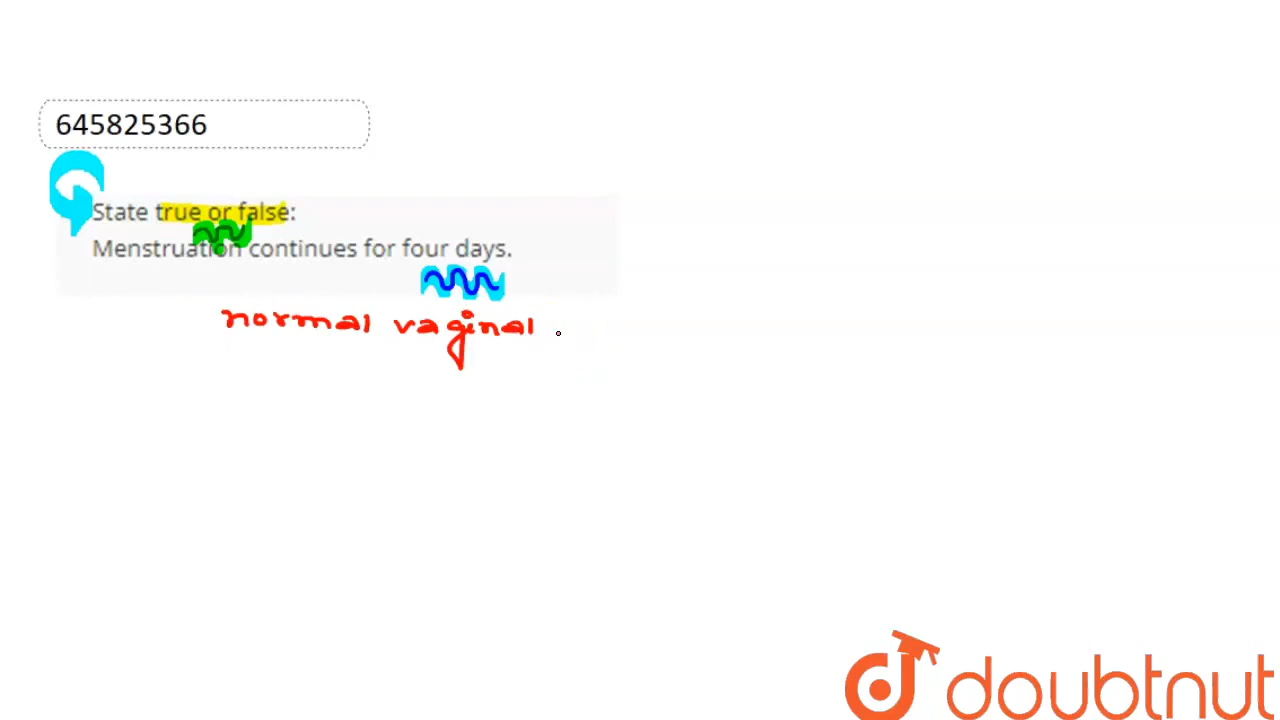 645825366
State true or false:
Menstruation continues for four days.
normal vaginal
doubtnut